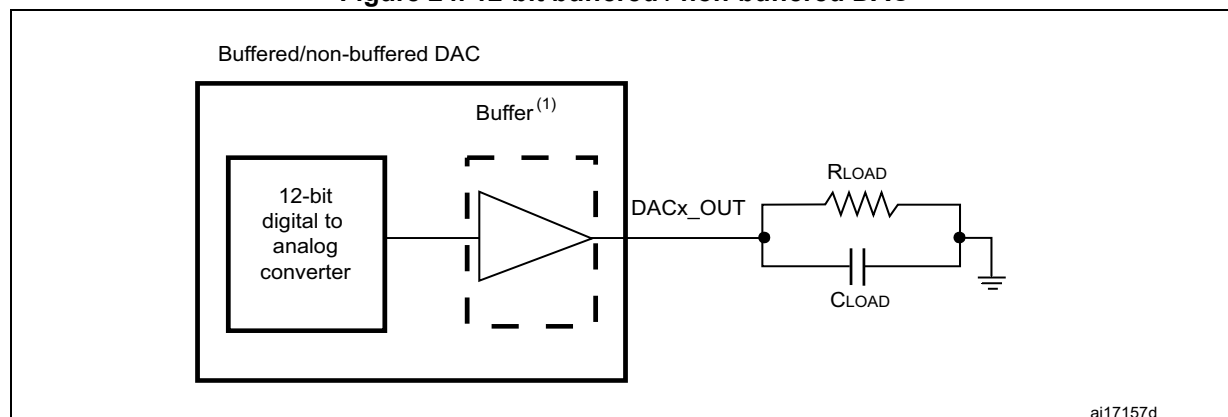 Buffered/non-buffered DAC
Buffer(1)
12-bit
digital to
analog
converter
DACx_OUT
RLOAD
CLOAD
ai17157d